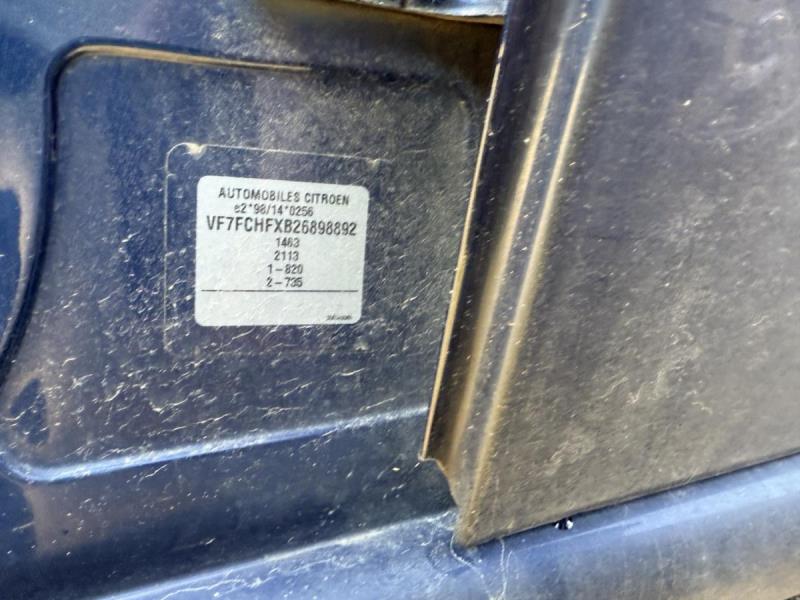 AUTOMOBILES CITROEN
e2*98/14*0256
VF7FCHFXB26898892
1463
2113
1-820
2-735